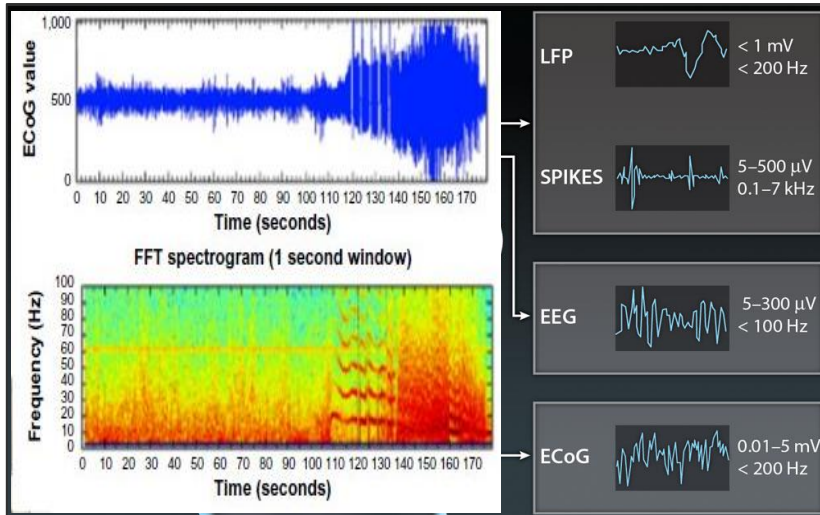 1,000
500
0
ECoG value
0 10 20 30 40 50 60 70 80 90 100 110 120 130 140 150 160 170
Time (seconds)
FFT spectrogram (1 second window)
100
90
80
70
60
50
40
30
20
10
0
Frequency (Hz)
0 10 20 30 40 50 60 70 80 90 100 110 120 130 140 150 160 170
Time (seconds)
LFP
< 1 mV
< 200 Hz
SPIKES
5–500 μV
0.1–7 kHz
EEG
5–300 μV
< 100 Hz
ECoG
0.01–5 mV
< 200 Hz